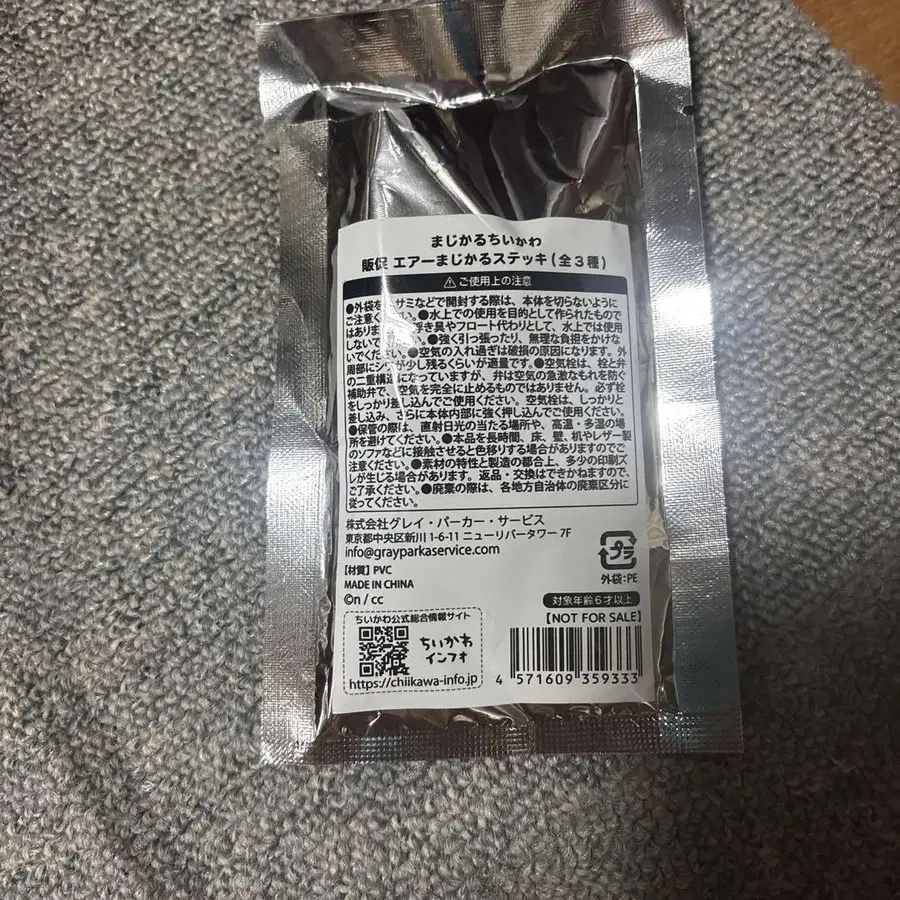 まじかるちいかわ
販促 エアーまじかるステッキ(全3種)
ご使用上の注意
●外袋を サミなどで開封する際は、本体を切らないように
ご注意く い。●水上での使用を目的として作られたもので
はありま 浮き具やフロート代わりとして、水上では使用
しないで ●強く引っ張ったり、無理な負担をかけな
いでください。●空気の入れ過ぎは破損の原因になります。外
周部にシワが少し残るくらいが適量です。●空気栓は、栓と弁
の二重構造になっていますが、弁は空気の急激なもれを防ぐ
補助弁で、空気を完全に止めるものではありません。必ず栓
をしっかり差し込んでご使用ください。空気栓は、しっかりと
差し込み、さらに本体内部に強く押し込んでご使用ください。
●保管の際は、直射日光の当たる場所や、高温・多湿の場
所を避けてください。●本品を長時間、床、壁、机やレザー製
のソファなどに接触させると色移りする場合がありますのでご
注意ください。●素材の特性と製造の都合上、多少の印刷ズ
レが生じる場合があります。返品・交換はできかねますので、
ご了承ください。●廃棄の際は、各地方自治体の廃棄区分に
従ってください。
株式会社グレイ・パーカー・サービス
東京都中央区新川1-6-11 ニューリバータワー 7F
info@grayparkaservice.com
【材質】PVC
MADE IN CHINA
©n / cc
プラ
外袋:PE
対象年齢6才以上
【NOT FOR SALE】
ちいかわ公式総合情報サイト
ちいかわ
インフォ
https://chiikawa-info.jp
4 571609 359333